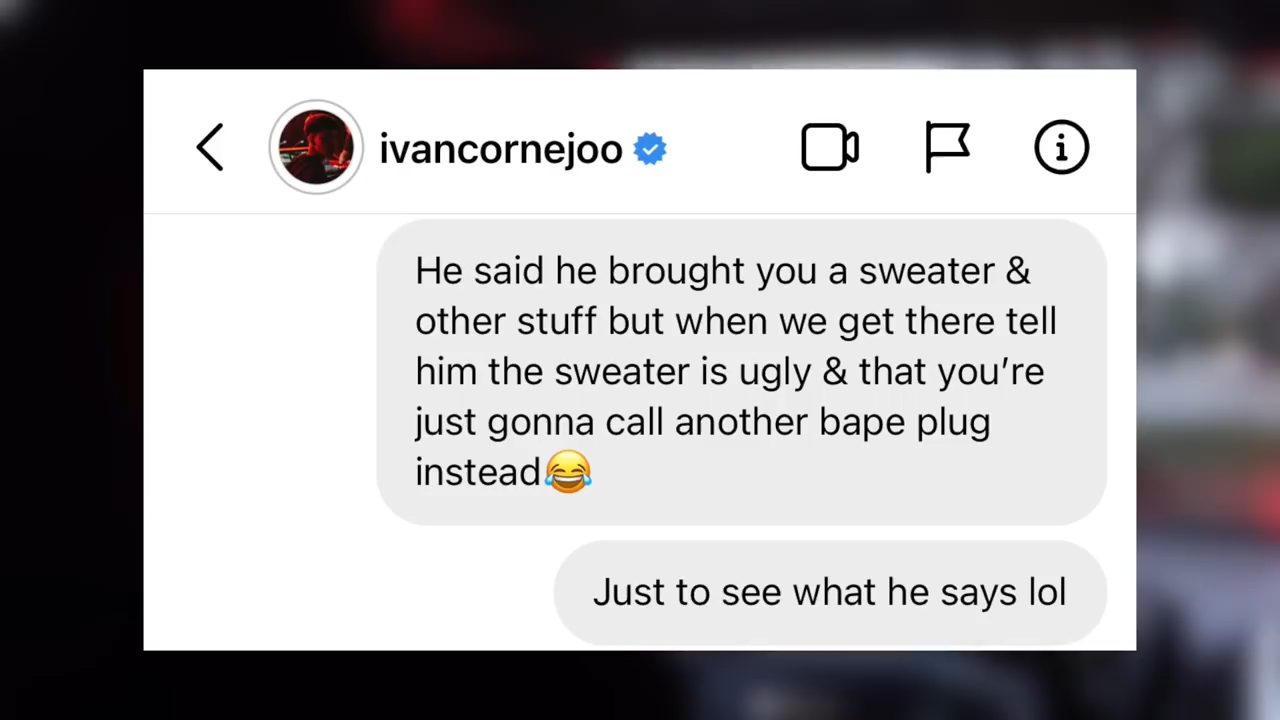 ivancornejoo
He said he brought you a sweater &
other stuff but when we get there tell
him the sweater is ugly & that you’re
just gonna call another bape plug
instead😂
Just to see what he says lol